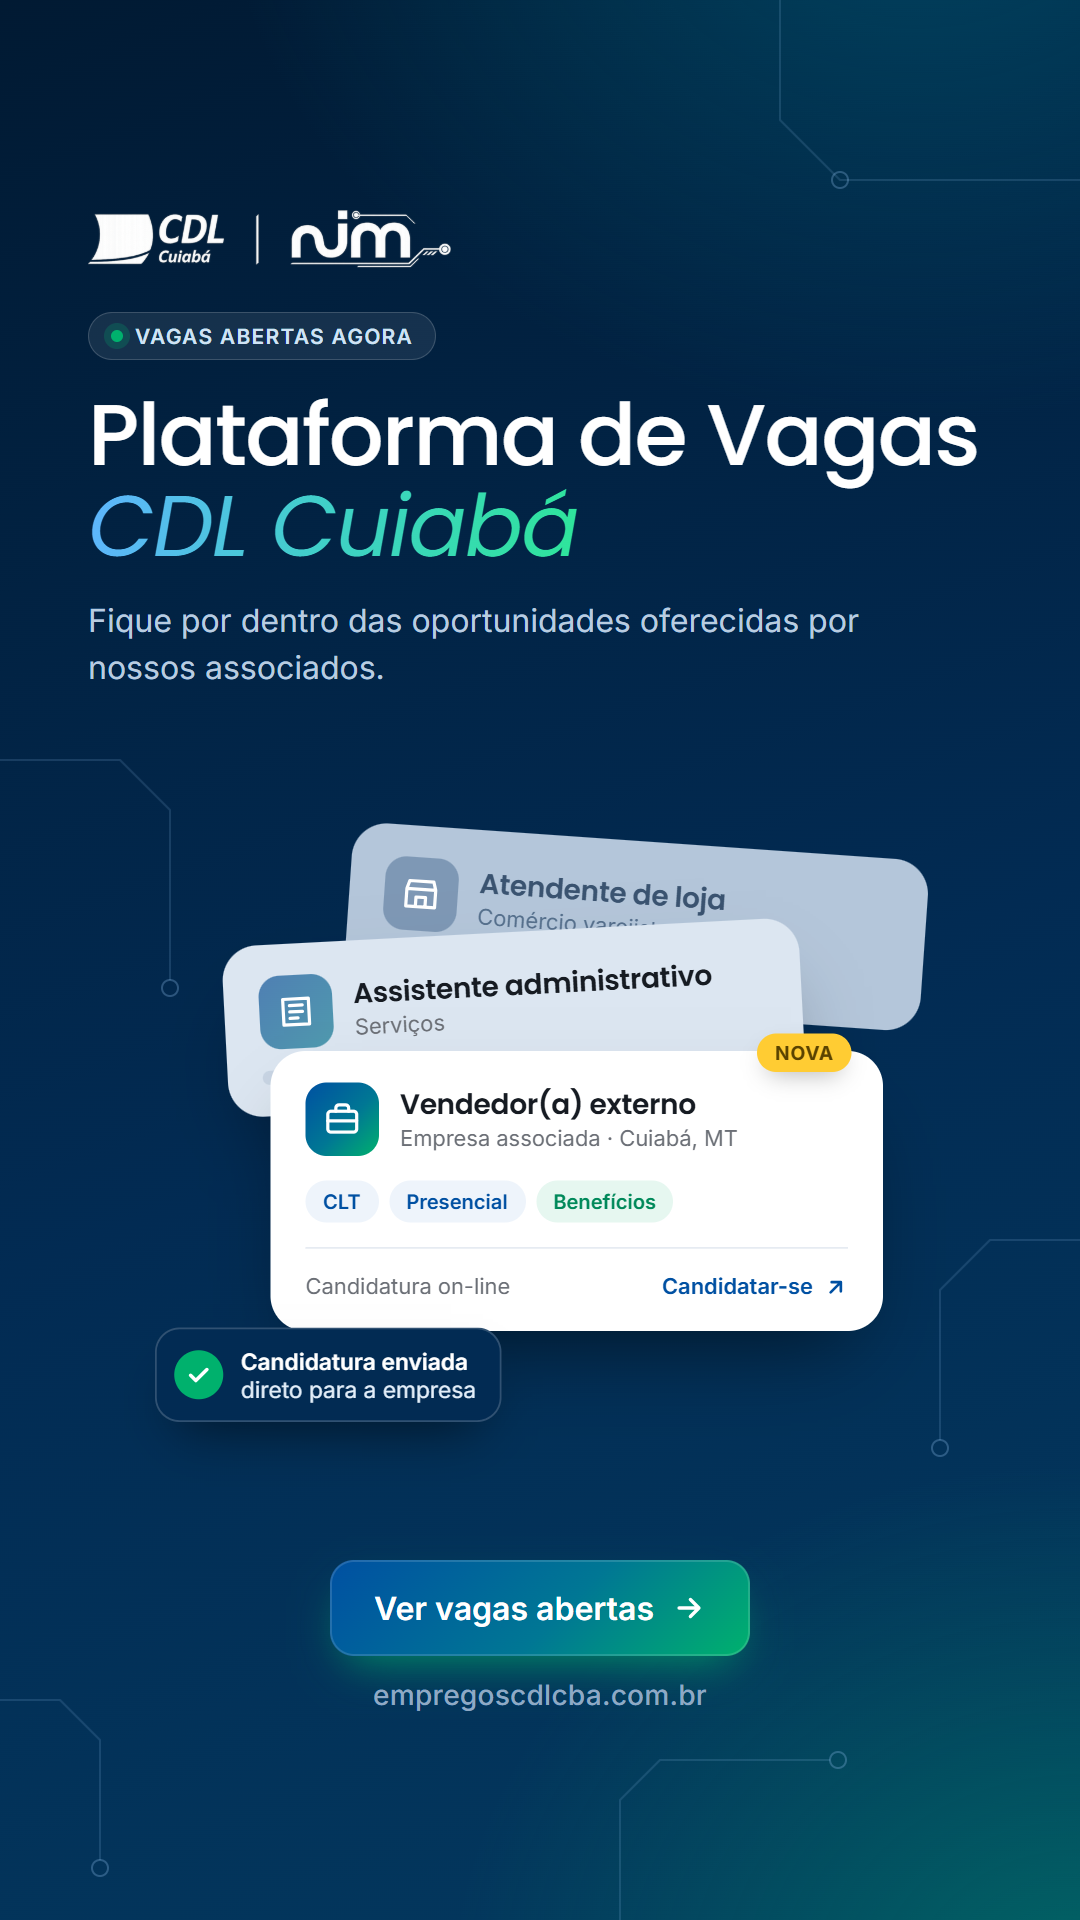 CDL
Cuiabá
njm
VAGAS ABERTAS AGORA
Plataforma de Vagas
CDL Cuiabá
Fique por dentro das oportunidades oferecidas por
nossos associados.
Atendente de loja
Comércio
Assistente administrativo
Serviços
NOVA
Vendedor(a) externo
Empresa associada · Cuiabá, MT
CLT
Presencial
Benefícios
Candidatura on-line
Candidatar-se
Candidatura enviada
direto para a empresa
Ver vagas abertas
empregoscdlcba.com.br